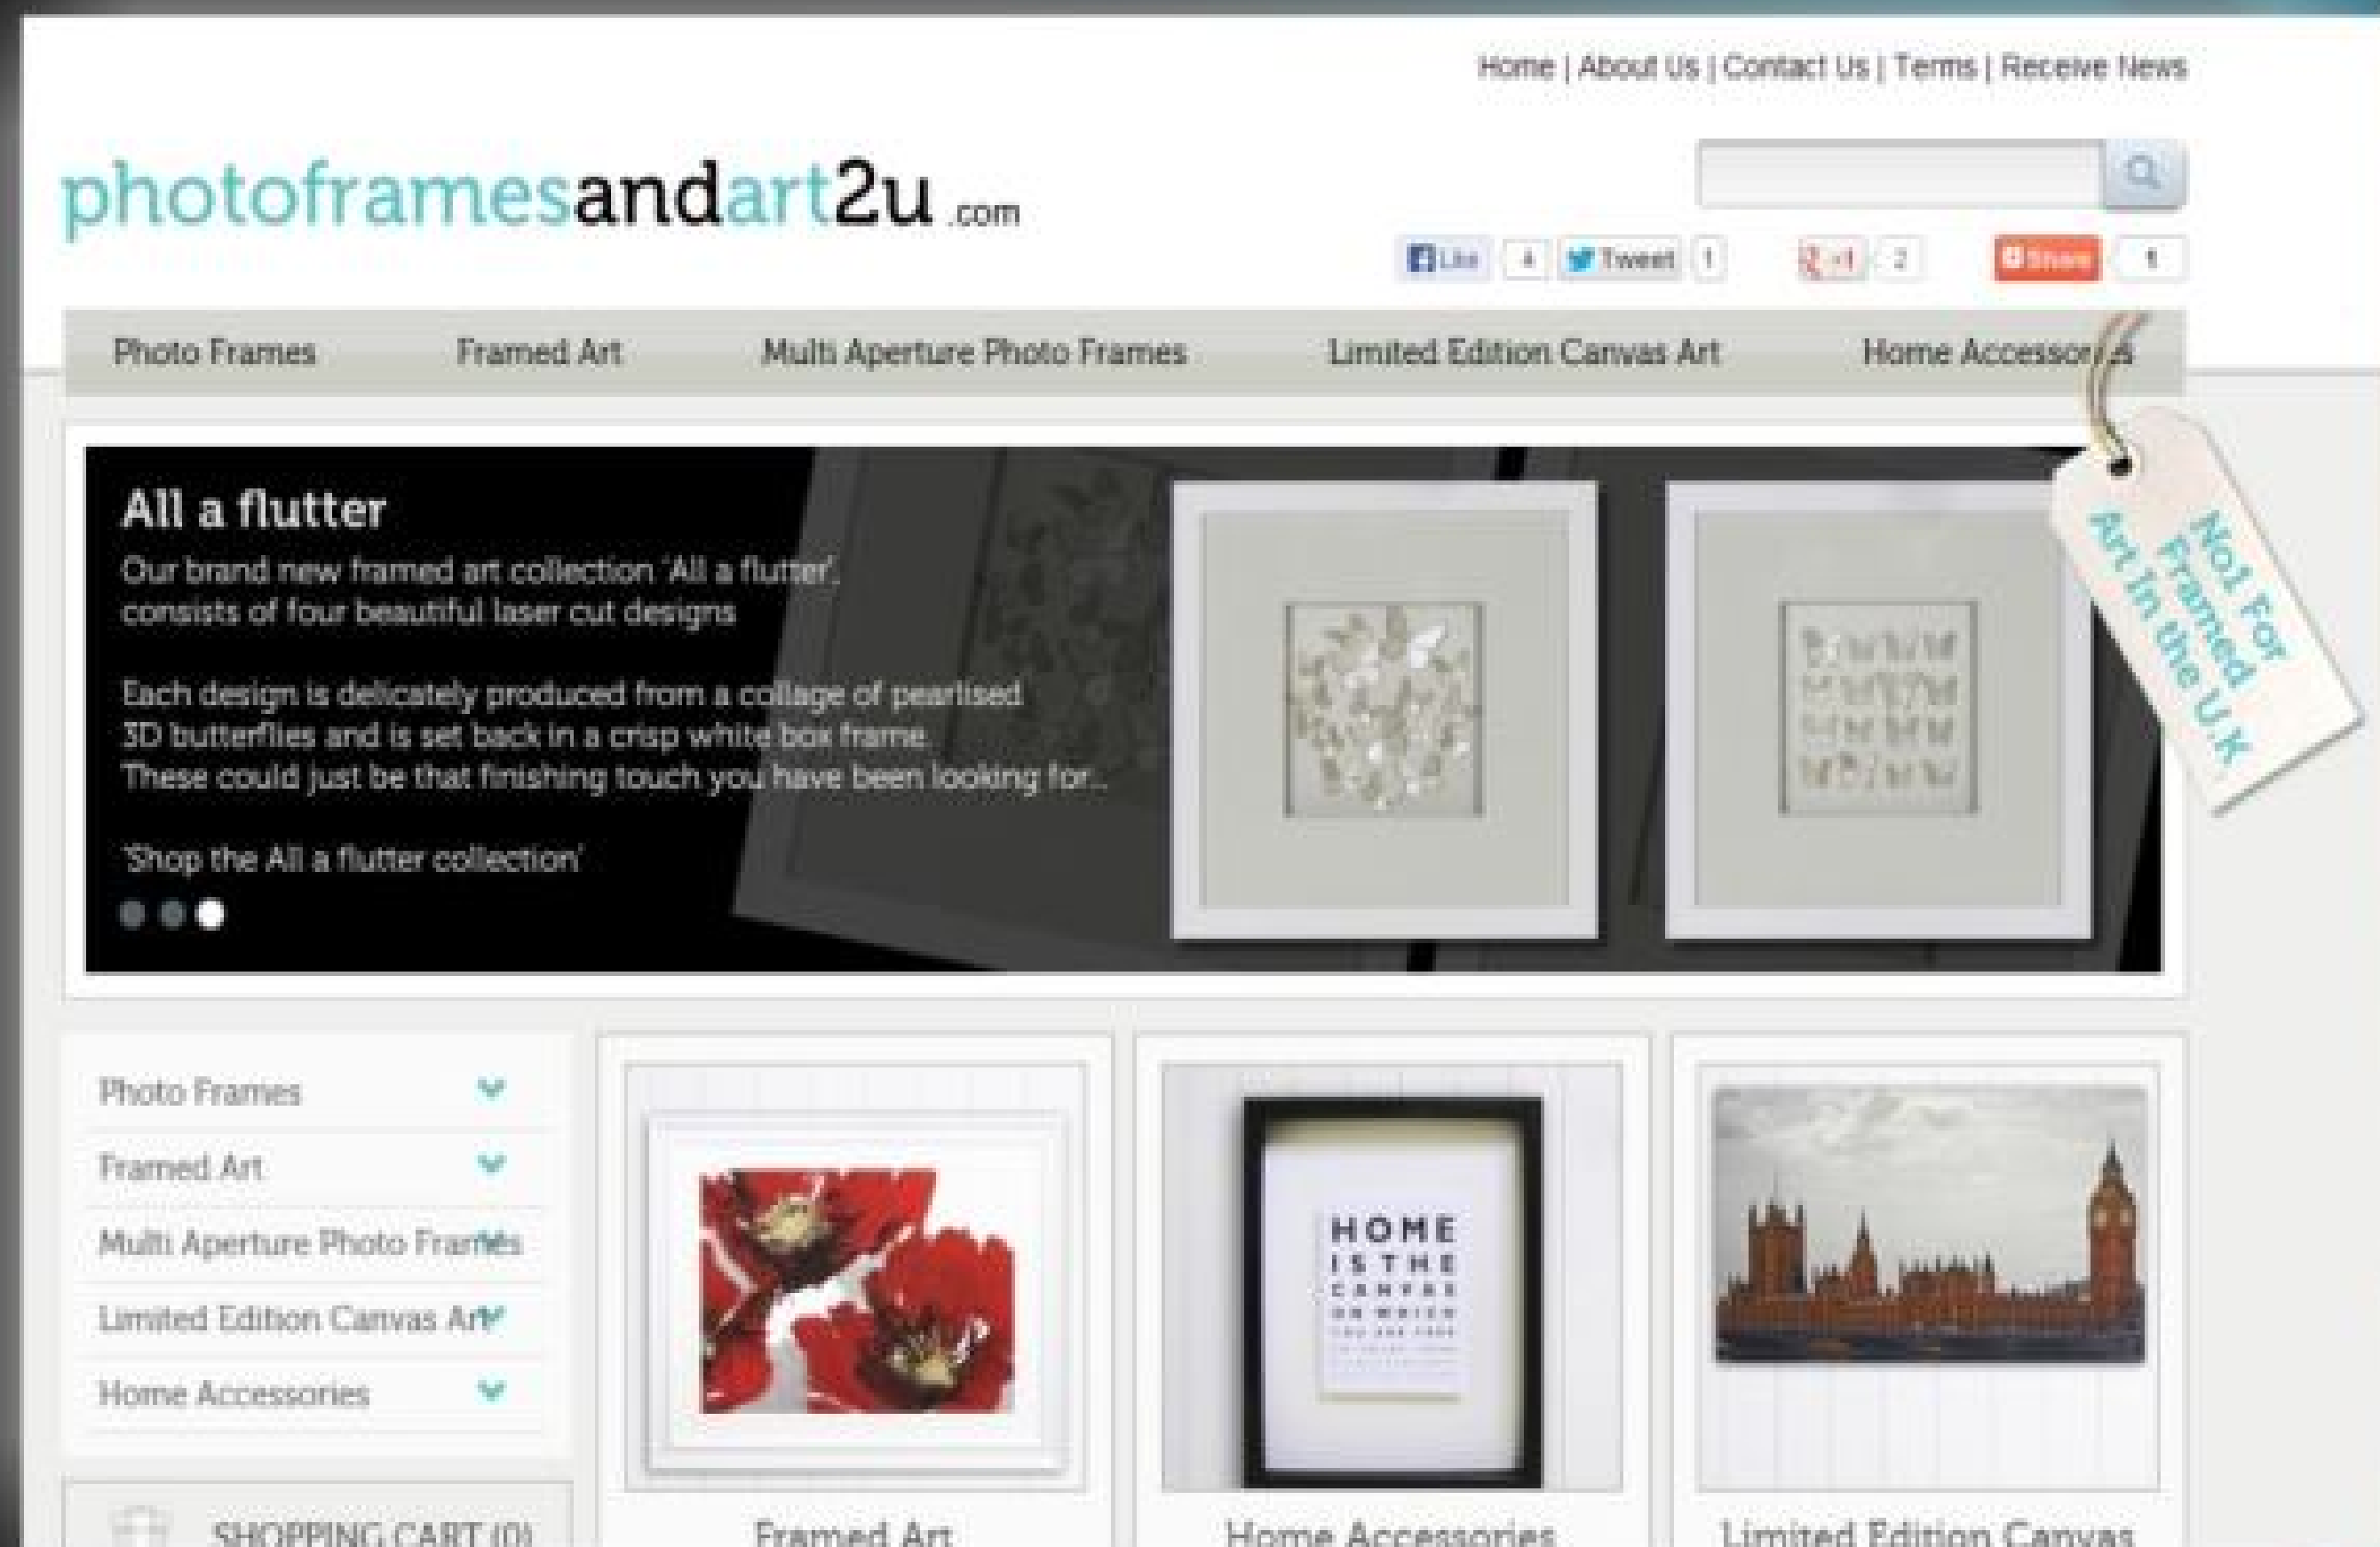 Home | About Us | Contact Us | Terms | Receive News
photoframesandart2u.com
Like 4 Tweet 1 +1 2 Share 1
Photo Frames Framed Art Multi Aperture Photo Frames Limited Edition Canvas Art Home Accessories
No1 For
Framed
Art In the U.K
All a flutter
Our brand new framed art collection 'All a flutter'.
consists of four beautiful laser cut designs
Each design is delicately produced from a collage of pearlised
3D butterflies and is set back in a crisp white box frame.
These could just be that finishing touch you have been looking for...
'Shop the All a flutter collection'
Photo Frames
Framed Art
Multi Aperture Photo Frames
Limited Edition Canvas Art
Home Accessories
SHOPPING CART (0)
HOME
IS THE
CANVAS
ON WHICH
Framed Art
Home Accessories
Limited Edition Canvas